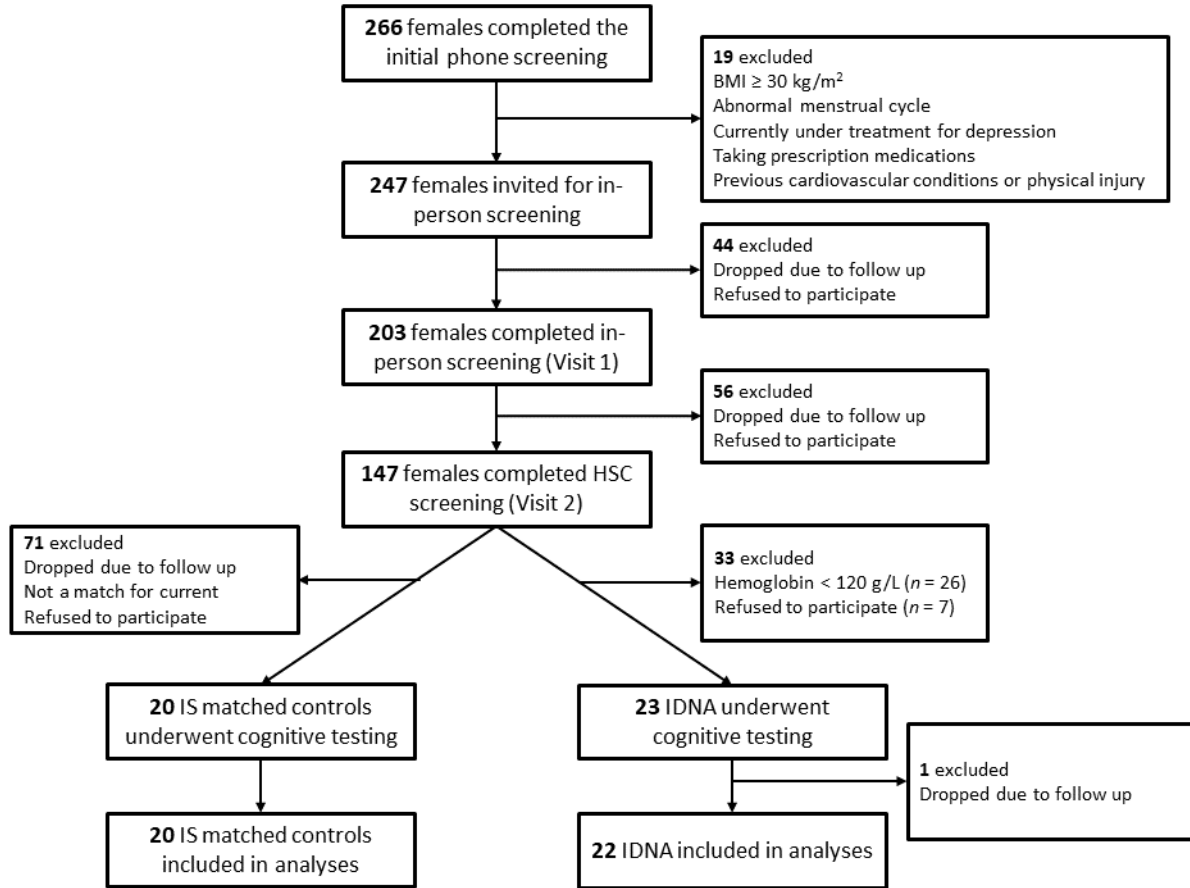 266 females completed the
initial phone screening
19 excluded
BMI ≥ 30 kg/m²
Abnormal menstrual cycle
Currently under treatment for depression
Taking prescription medications
Previous cardiovascular conditions or physical injury
247 females invited for in-
person screening
44 excluded
Dropped due to follow up
Refused to participate
203 females completed in-
person screening (Visit 1)
56 excluded
Dropped due to follow up
Refused to participate
147 females completed HSC
screening (Visit 2)
71 excluded
Dropped due to follow up
Not a match for current
Refused to participate
33 excluded
Hemoglobin < 120 g/L (n = 26)
Refused to participate (n = 7)
20 IS matched controls
underwent cognitive testing
23 IDNA underwent
cognitive testing
1 excluded
Dropped due to follow up
20 IS matched controls
included in analyses
22 IDNA included in analyses